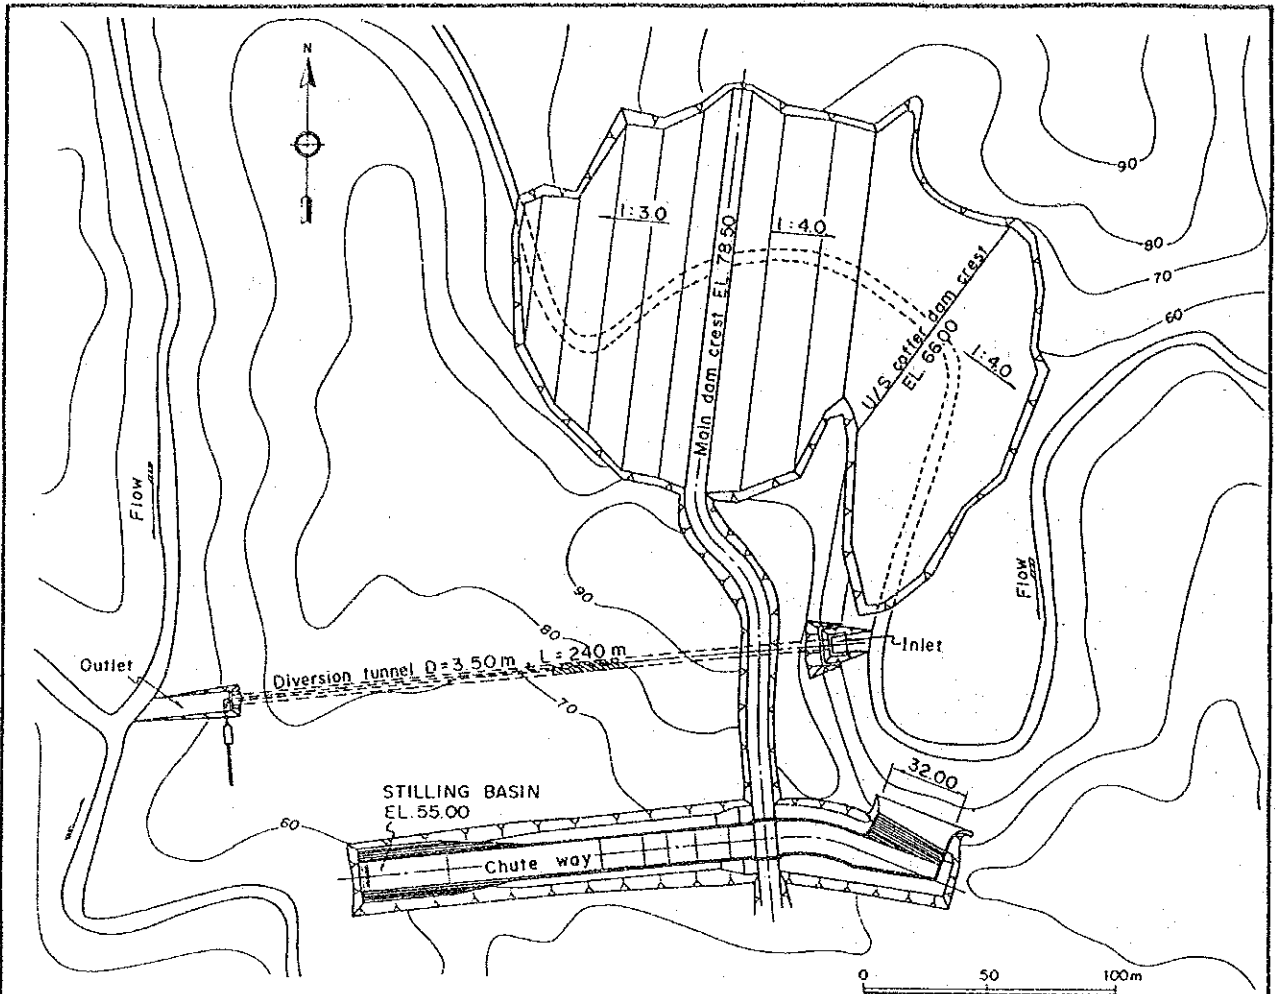 N
90
80
70
60
1:3.0
1:4.0
Main dam crest EL. 78.50
U/S coffer dam crest
EL. 66.00
1:4.0
Flow
Flow
90
80
70
Inlet
Outlet
Diversion tunnel D=3.50m , L=240m
32.00
STILLING BASIN
EL.55.00
60
Chute way
0 50 100m